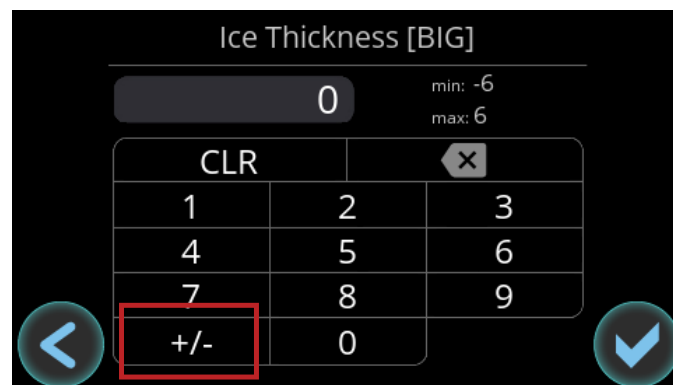 Ice Thickness [BIG]
0 min: -6
max: 6
CLR
1 2 3
4 5 6
7 8 9
+/- 0